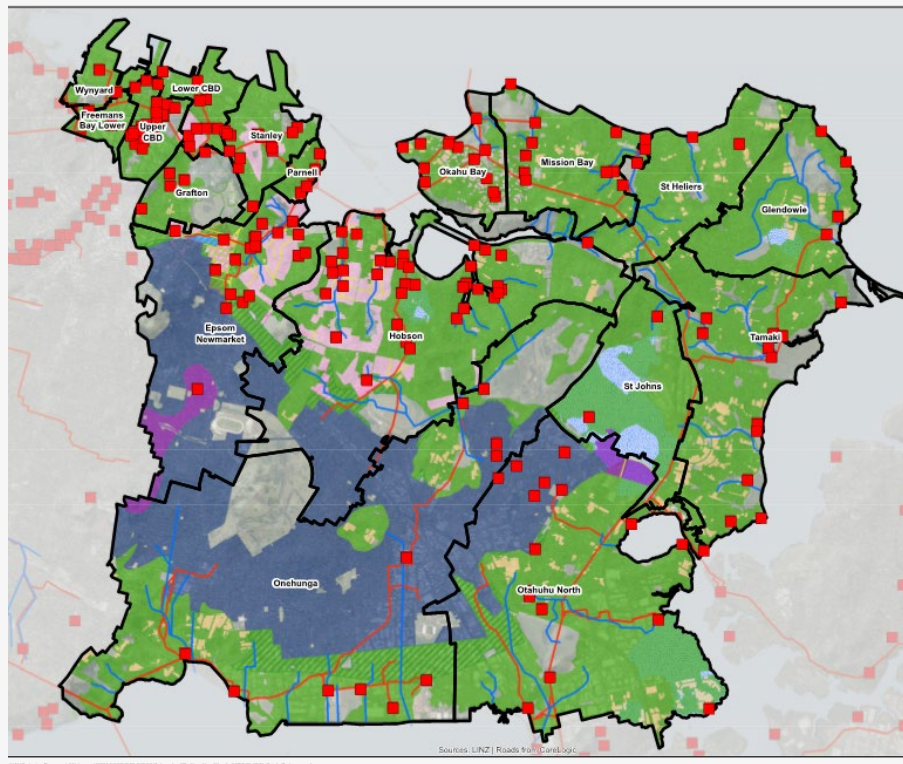 Wynyard
Lower CBD
Freemans
Bay Lower
Upper
CBD
Stanley
Parnell
Grafton
Okahu Bay
Mission Bay
St Heliers
Glendowie
Epsom
Newmarket
Hobson
Tamaki
St Johns
Onehunga
Otahuhu North
Sources: LINZ | Roads from CoreLogic